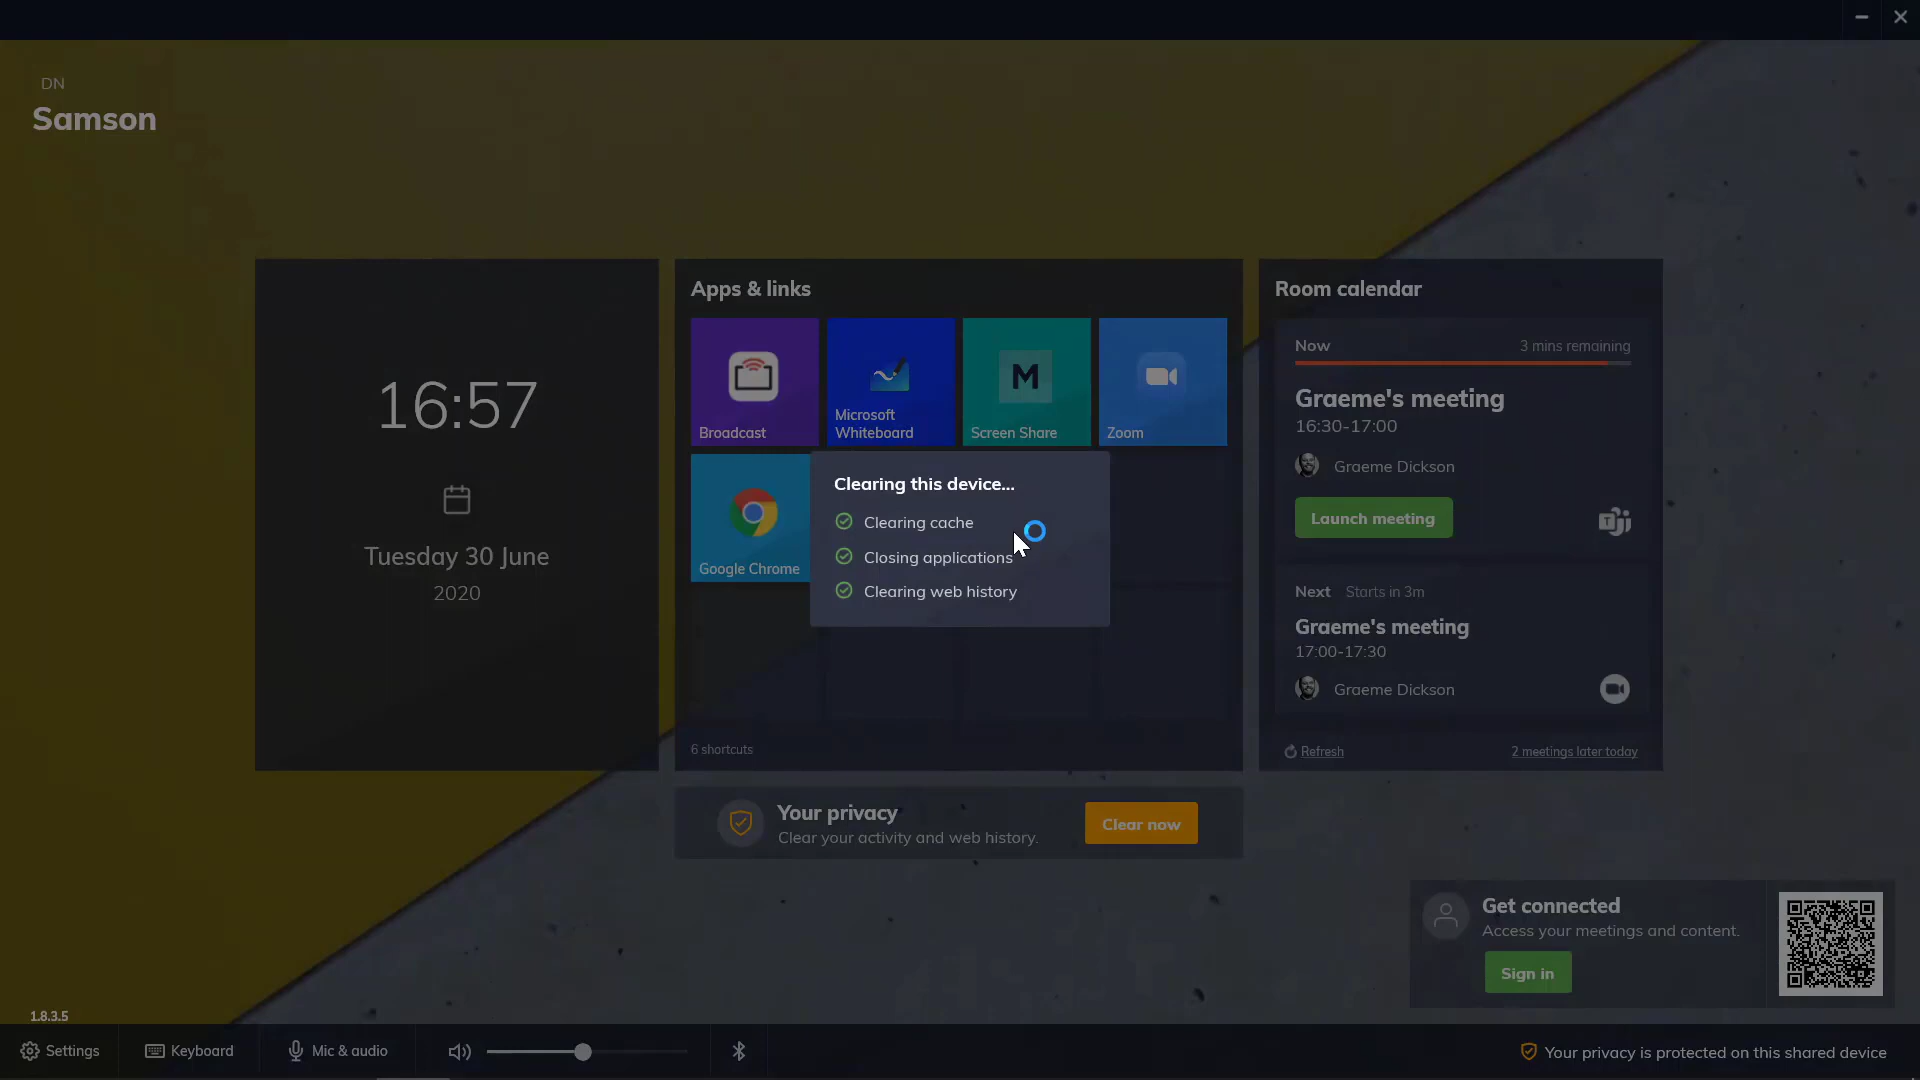 DN
Samson
16:57
Tuesday 30 June
2020
Apps & links
Broadcast
Microsoft
Whiteboard
Screen Share
Zoom
Google Chrome
6 shortcuts
Clearing this device...
Clearing cache
Closing applications
Clearing web history
Room calendar
Now 3 mins remaining
Graeme's meeting
16:30-17:00
Graeme Dickson
Launch meeting
Next Starts in 3m
Graeme's meeting
17:00-17:30
Graeme Dickson
Refresh 2 meetings later today
Your privacy
Clear your activity and web history.
Clear now
Get connected
Access your meetings and content.
Sign in
1.8.3.5
Settings Keyboard Mic & audio Your privacy is protected on this shared device